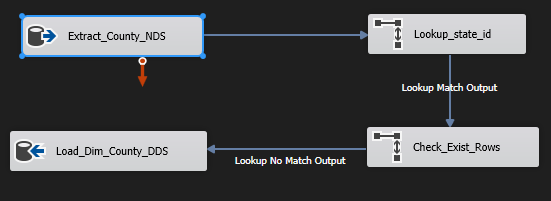 Extract_County_NDS
Lookup_state_id
Lookup Match Output
Load_Dim_County_DDS
Lookup No Match Output
Check_Exist_Rows